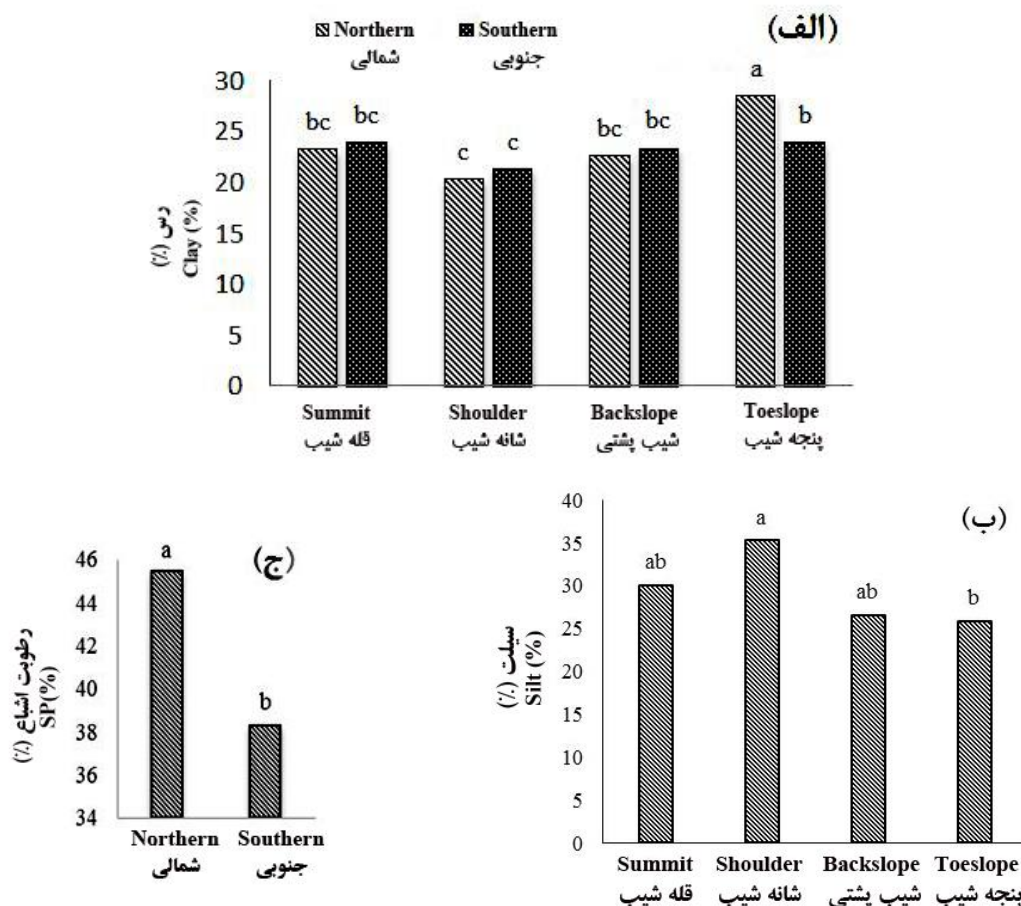 (الف)
Northern Southern
شمالی جنوبی
رس (٪)
Clay (%)
30
25
20
15
10
5
0
bc bc c c bc bc a b
Summit Shoulder Backslope Toeslope
قله شیب شانه شیب شیب پشتی پنجه شیب
(ج)
رطوبت اشباع (٪)
SP(%)
46
44
42
40
38
36
34
a b
Northern Southern
شمالی جنوبی
(ب)
سیلت (٪)
Silt (%)
40
35
30
25
20
15
10
5
0
ab a ab b
Summit Shoulder Backslope Toeslope
قله شیب شانه شیب شیب پشتی پنجه شیب